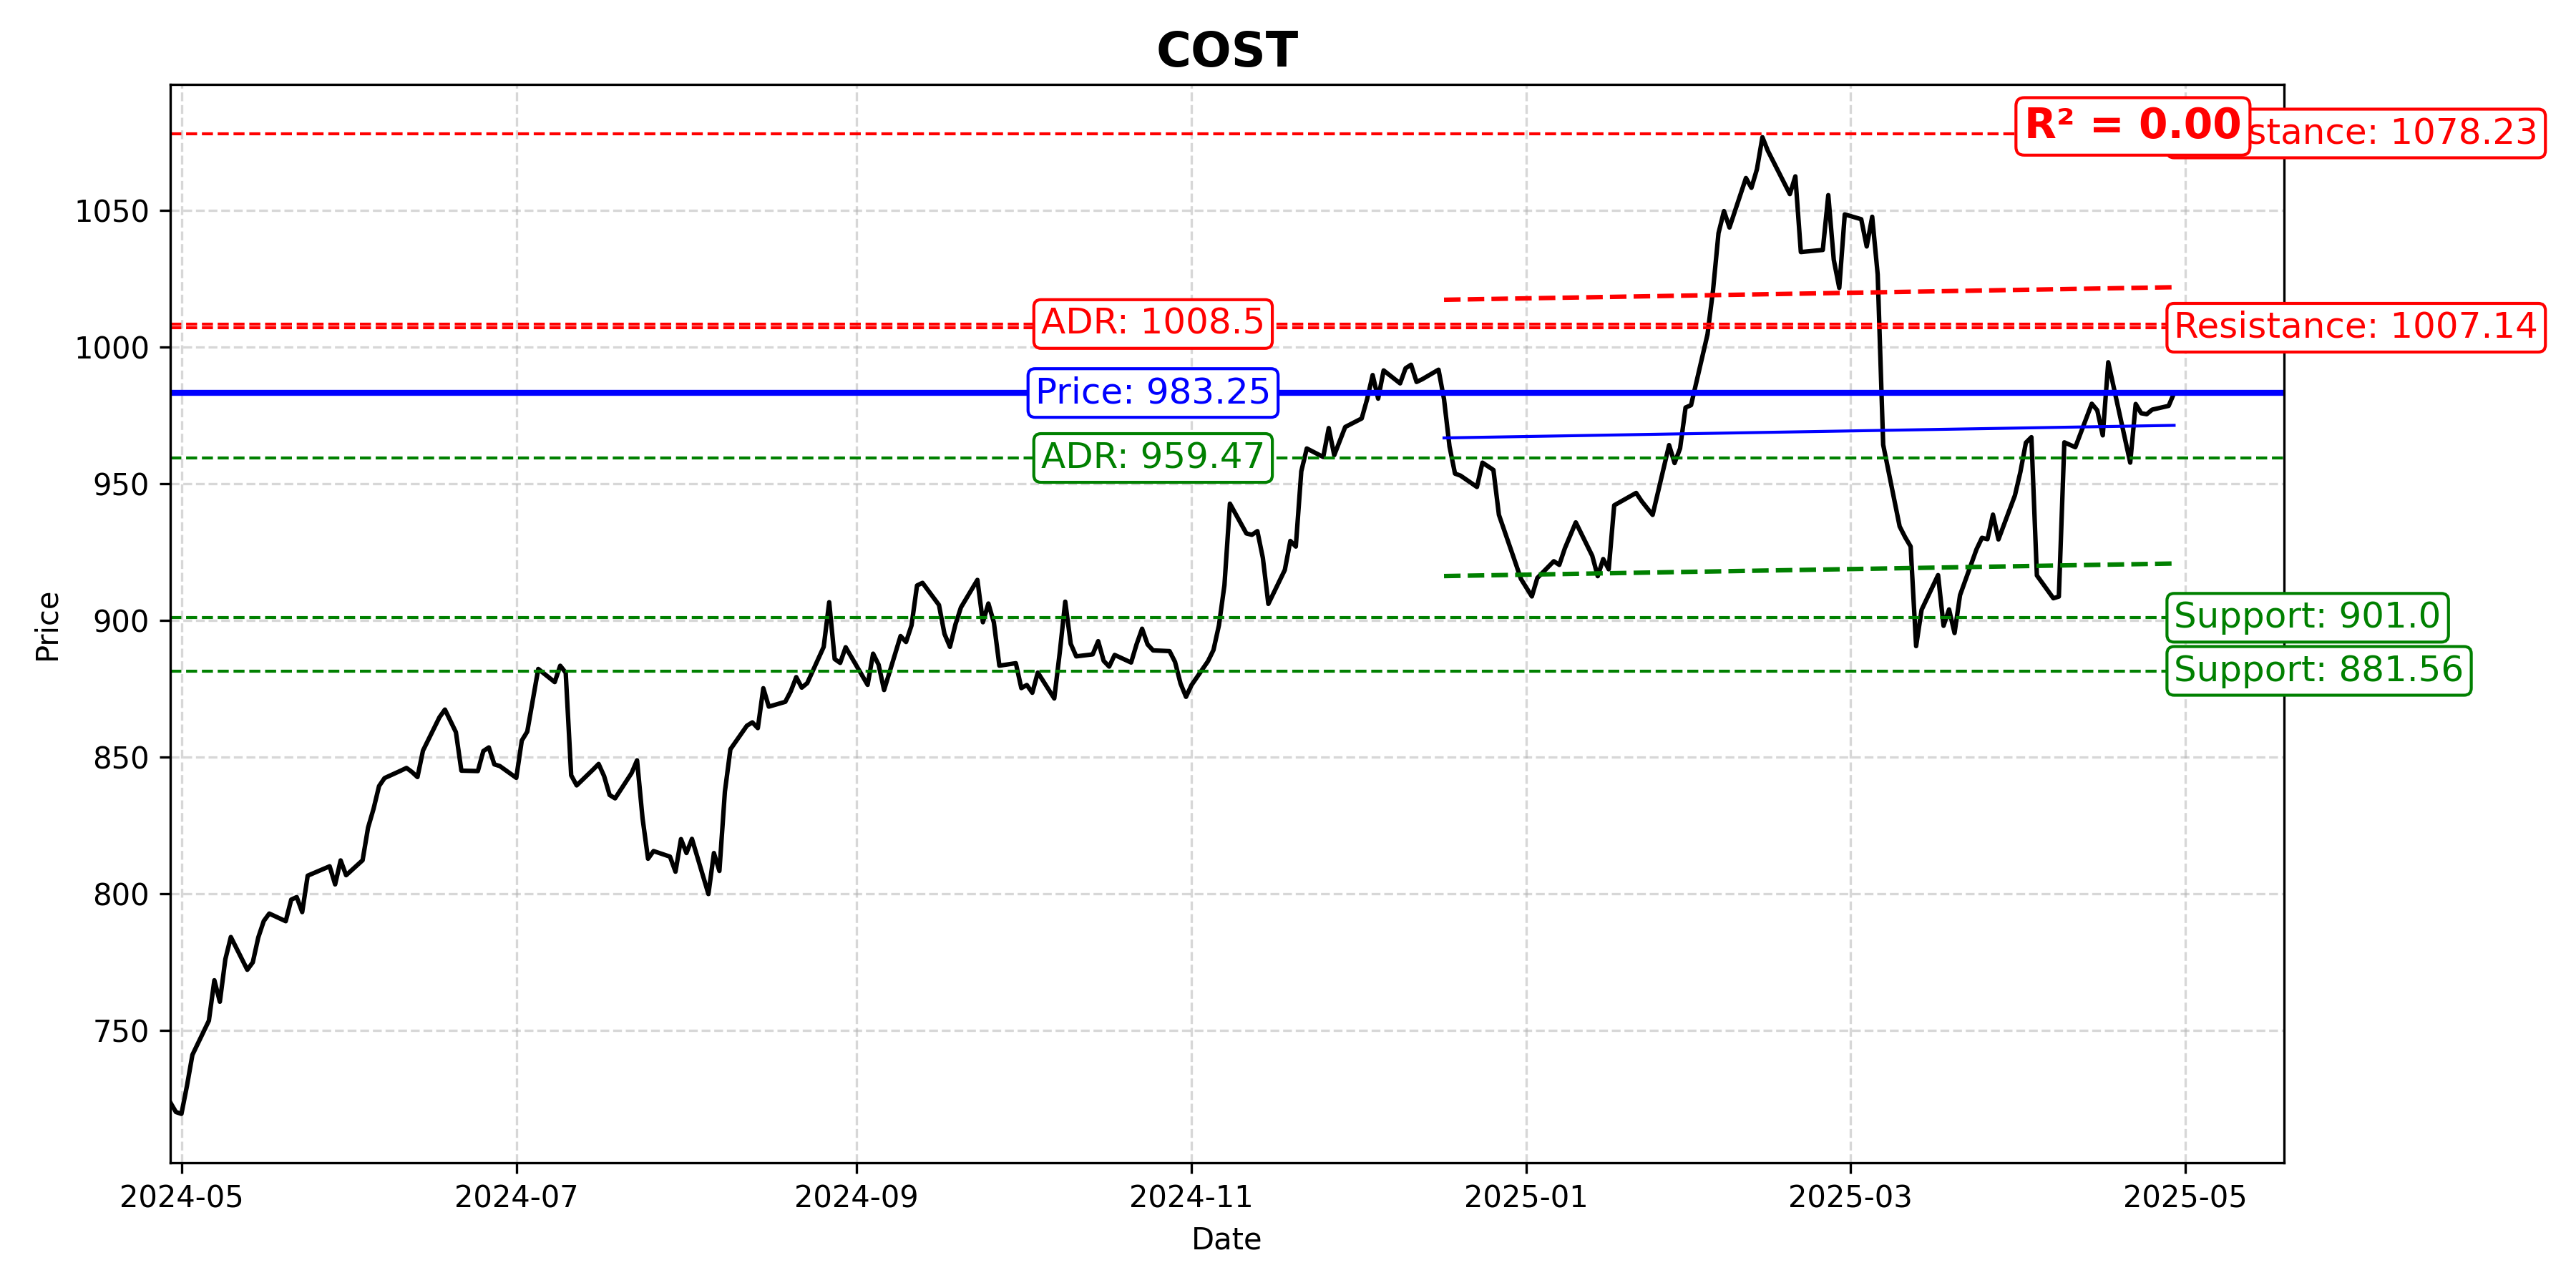 COST
R² = 0.00
stance: 1078.23
1050
ADR: 1008.5
Resistance: 1007.14
1000
Price: 983.25
ADR: 959.47
950
900
Support: 901.0
Support: 881.56
850
800
750
Price
2024-05
2024-07
2024-09
2024-11
2025-01
2025-03
2025-05
Date